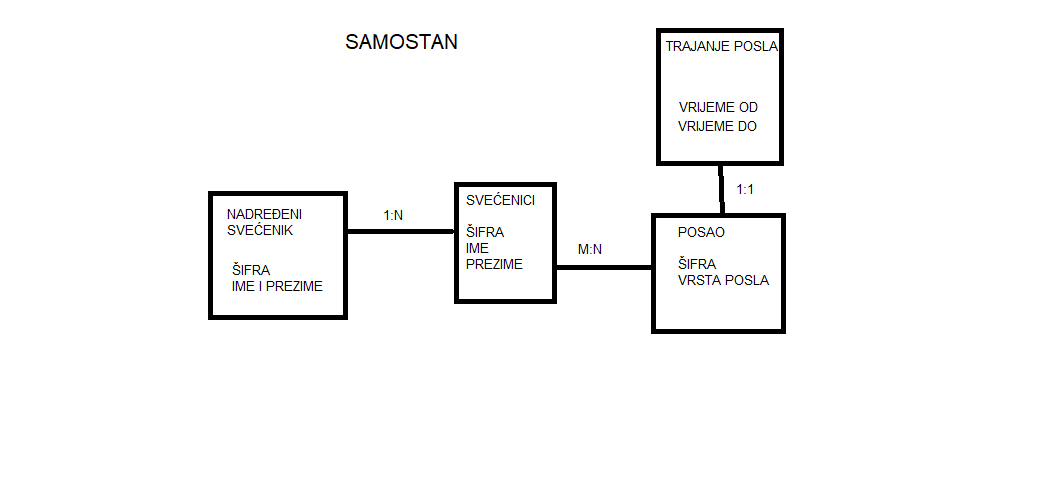 SAMOSTAN
TRAJANJE POSLA
VRIJEME OD
VRIJEME DO
1:1
NADREĐENI
SVEĆENIK
ŠIFRA
IME I PREZIME
1:N
SVEĆENICI
ŠIFRA
IME
PREZIME
M:N
POSAO
ŠIFRA
VRSTA POSLA